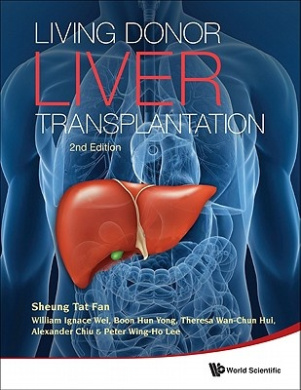 LIVING DONOR
LIVER
TRANSPLANTATION
2nd Edition
Sheung Tat Fan
William Ignace Wei, Boon Hun Yong, Theresa Wan-Chun Hui,
Alexander Chiu & Peter Wing-Ho Lee
World Scientific